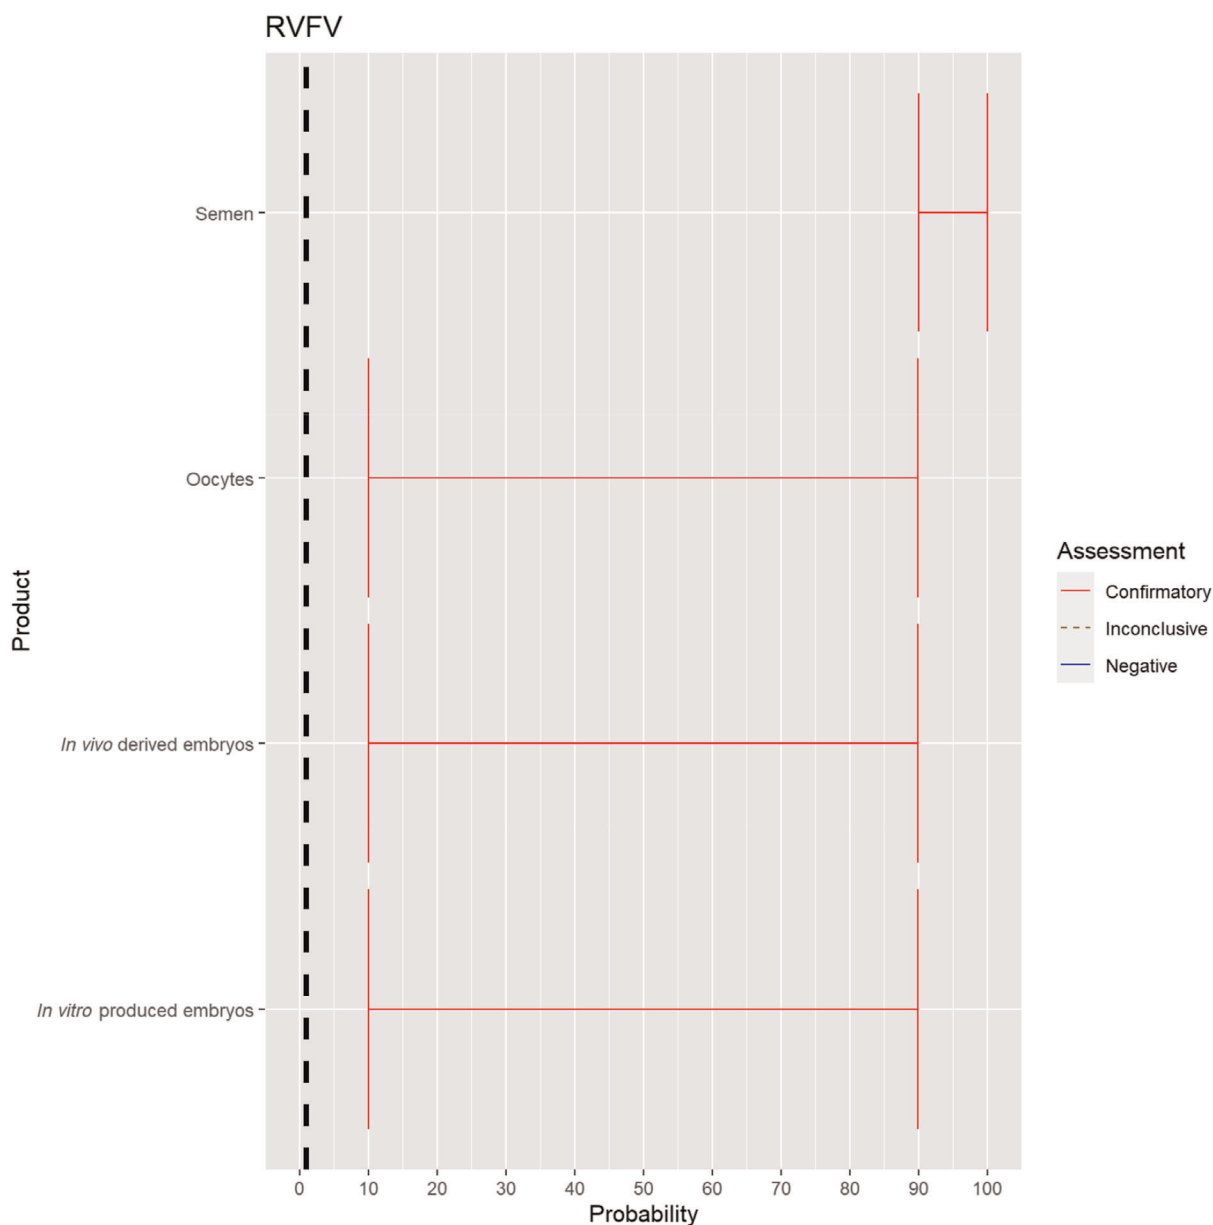 RVFV
Semen
Oocytes
In vivo derived embryos
In vitro produced embryos
Product
0 10 20 30 40 50 60 70 80 90 100
Probability
Assessment
Confirmatory
Inconclusive
Negative